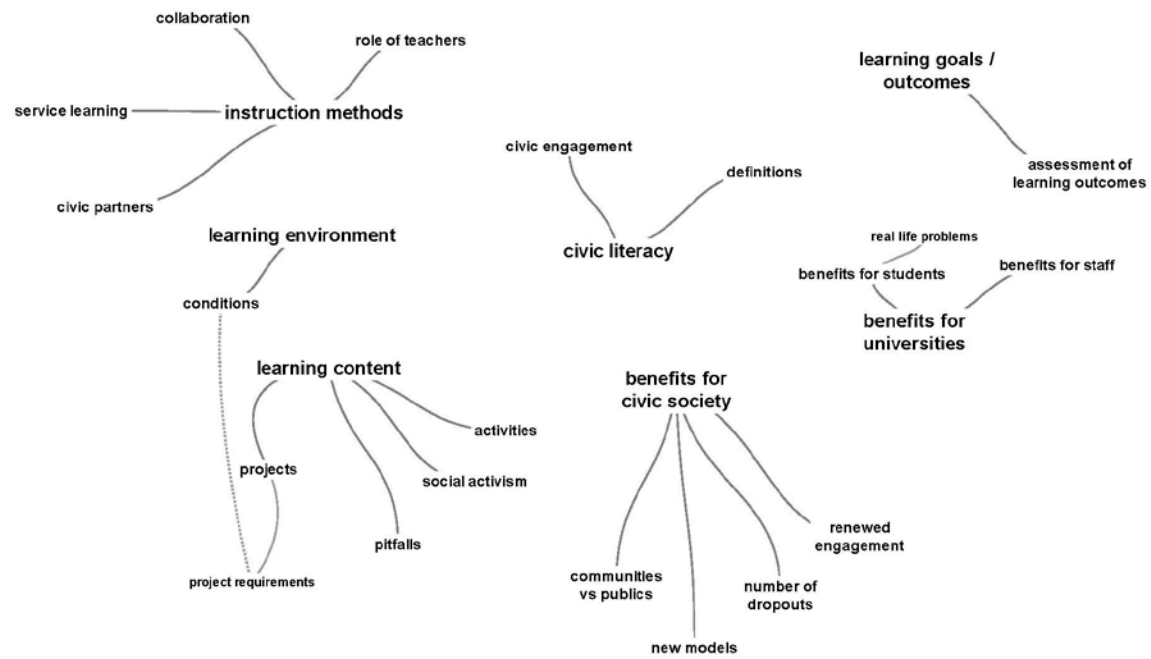 collaboration
role of teachers
service learning
instruction methods
civic partners
learning goals /
outcomes
assessment of
learning outcomes
civic engagement
definitions
civic literacy
learning environment
conditions
real life problems
benefits for students
benefits for staff
benefits for
universities
learning content
activities
projects
social activism
pitfalls
project requirements
benefits for
civic society
renewed
engagement
communities
vs publics
number of
dropouts
new models